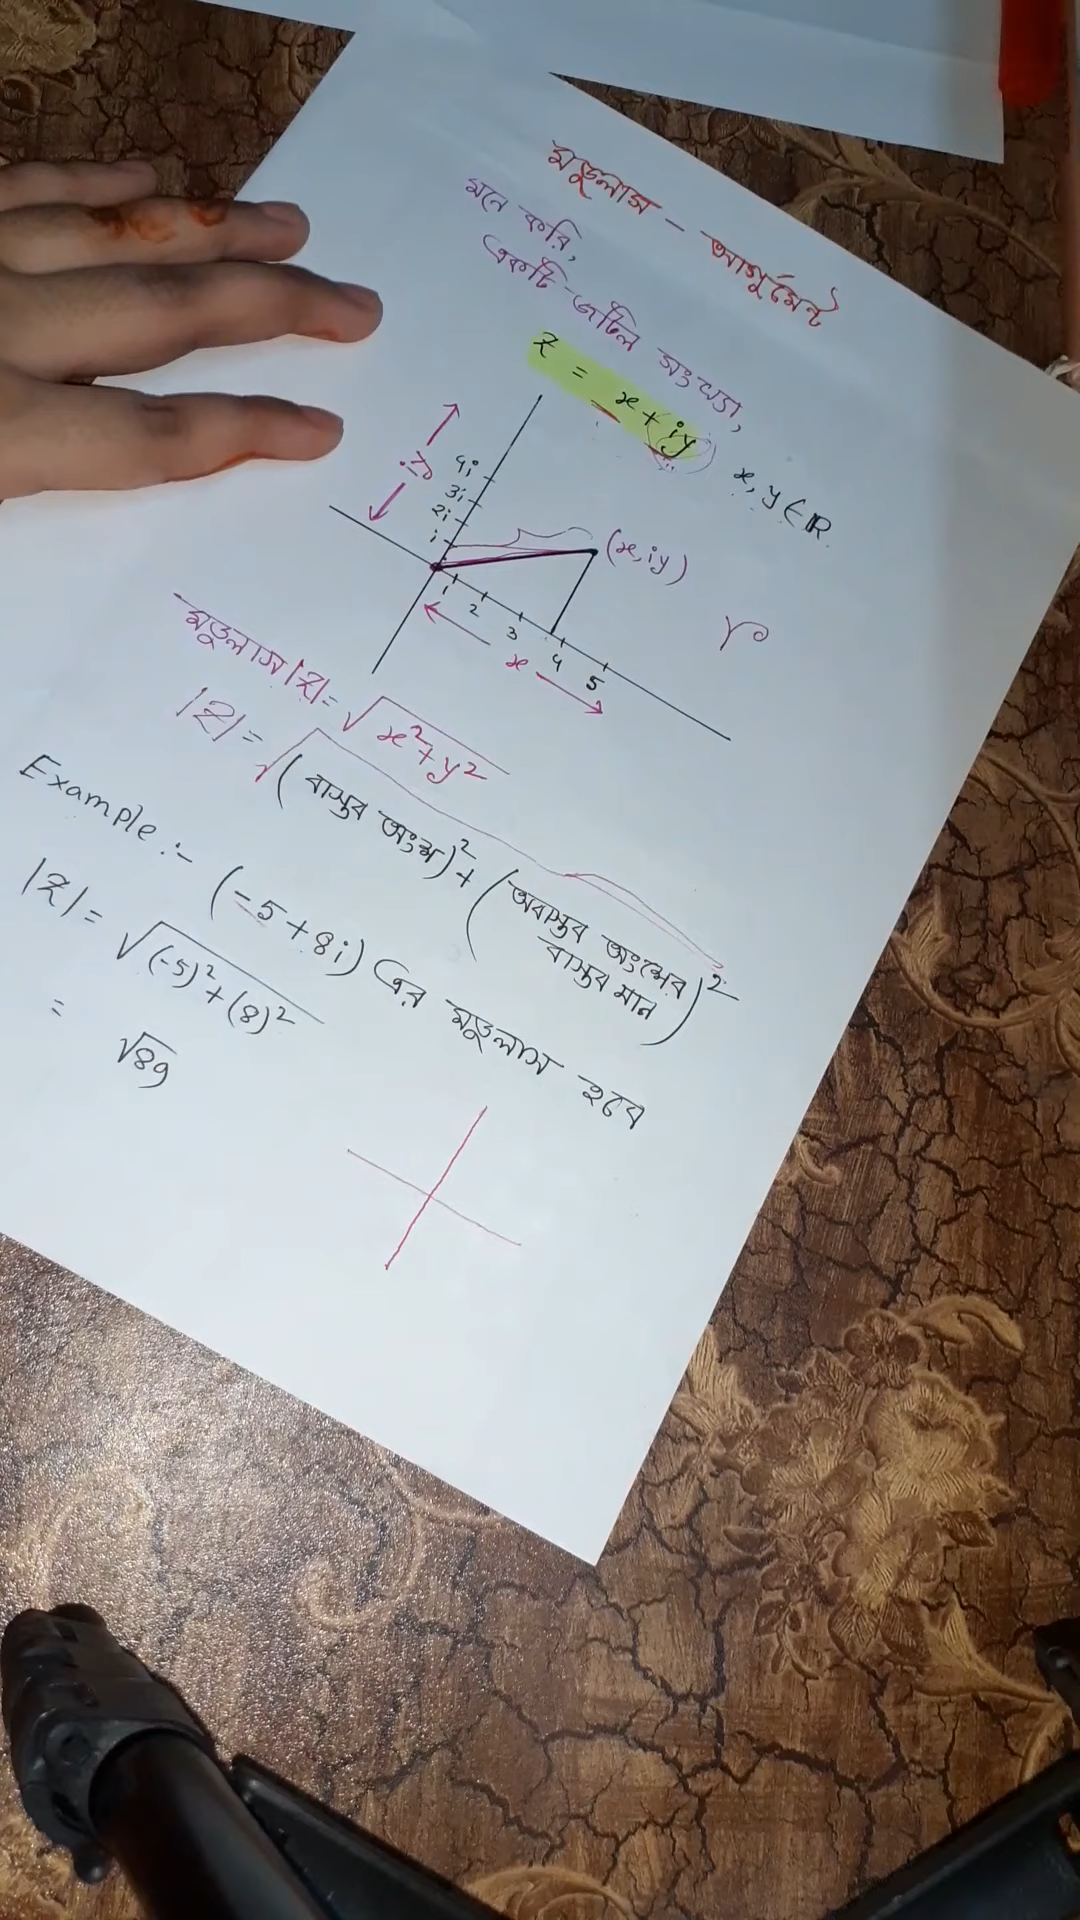 মডুলাস - আর্গুমেন্ট
মনে করি,
একটি জটিল সংখ্যা,
z = x + iy x, y ∈ ℝ
4i
3i
2i
i
iy
(x, iy)
1 2 3 4 5
x
r
মডুলাস |z| = √x²+y²
|z| = √(বাস্তব অংশ)² + (অবাস্তব অংশের বাস্তব মান)²
Example :- (-5+8i) এর মডুলাস হবে
|z| = √(-5)²+(8)²
= √89